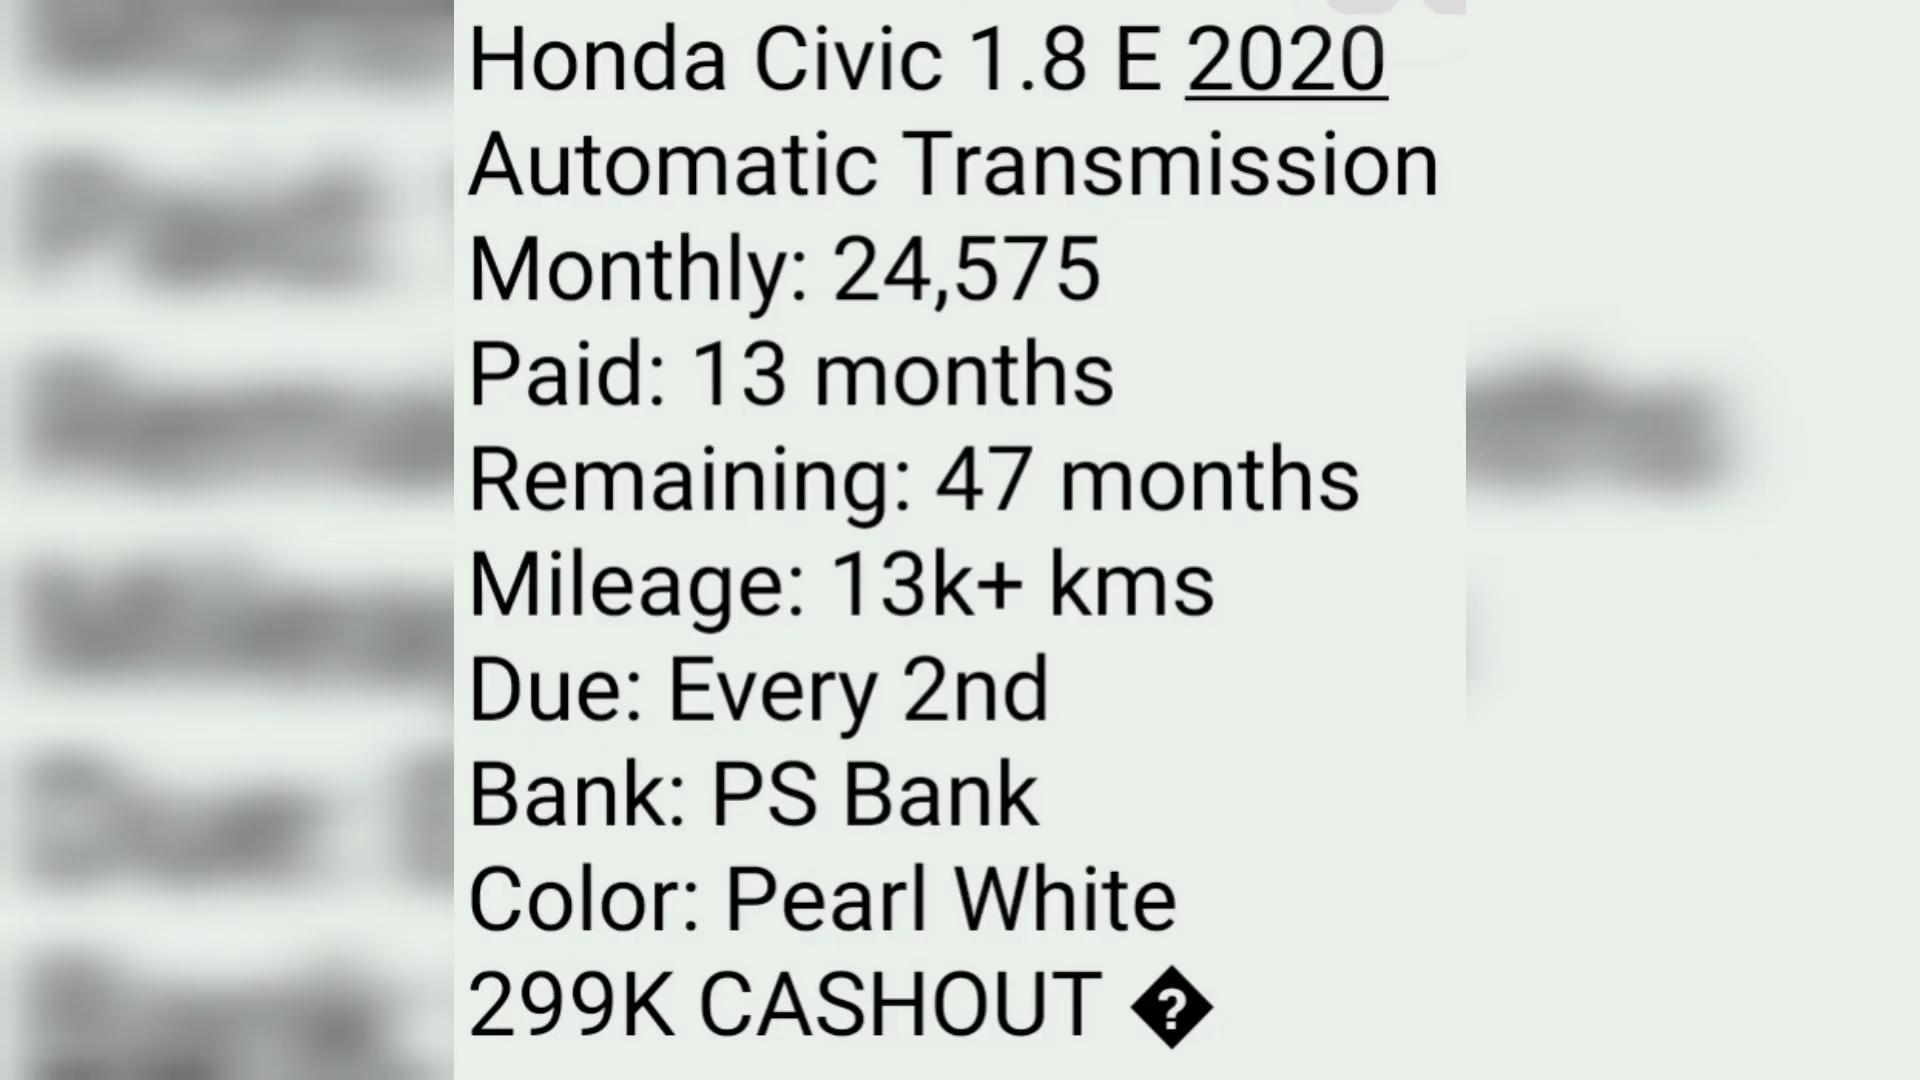 Honda Civic 1.8 E 2020
Automatic Transmission
Monthly: 24,575
Paid: 13 months
Remaining: 47 months
Mileage: 13k+ kms
Due: Every 2nd
Bank: PS Bank
Color: Pearl White
299K CASHOUT �